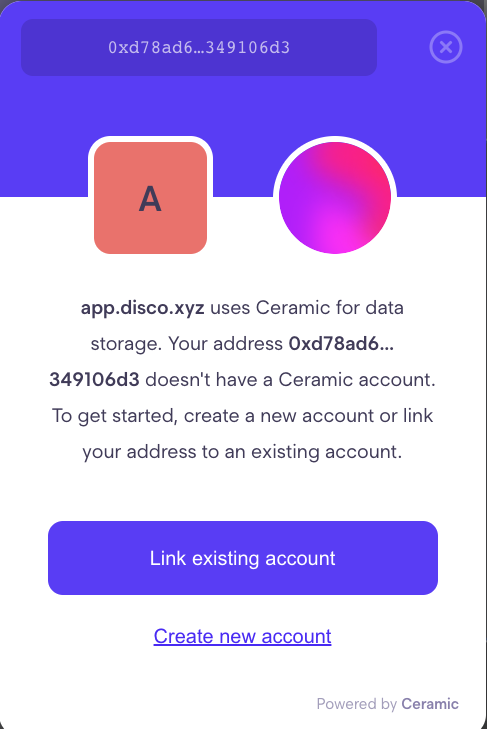 0xd78ad6…349106d3
A
app.disco.xyz uses Ceramic for data
storage. Your address 0xd78ad6…
349106d3 doesn't have a Ceramic account.
To get started, create a new account or link
your address to an existing account.
Link existing account
Create new account
Powered by Ceramic